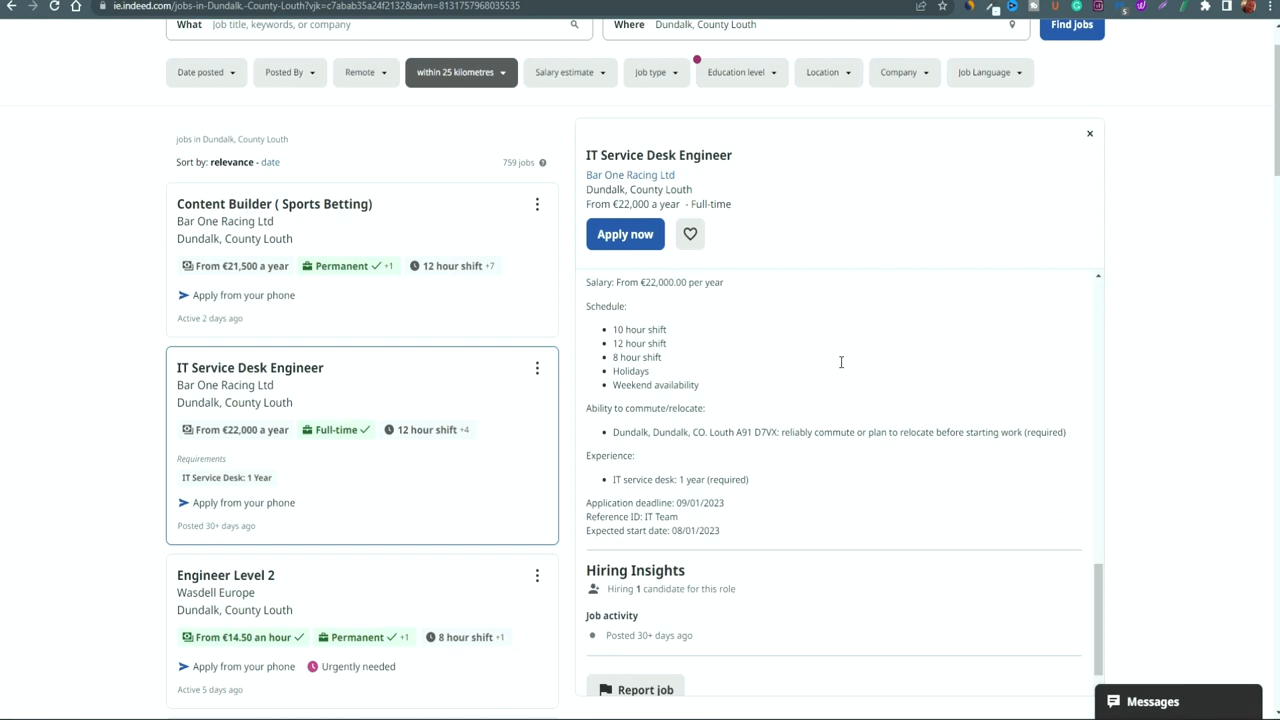 ie.indeed.com/jobs-in-Dundalk,-County-Louth?vjk=c7abab35a24f2132&advn=8131757968035535
What Job title, keywords, or company
Where Dundalk, County Louth
Find jobs
Date posted
Posted By
Remote
within 25 kilometres
Salary estimate
Job type
Education level
Location
Company
Job Language
jobs in Dundalk, County Louth
Sort by: relevance - date
759 jobs
Content Builder ( Sports Betting)
Bar One Racing Ltd
Dundalk, County Louth
From €21,500 a year
Permanent +1
12 hour shift +7
Apply from your phone
Active 2 days ago
IT Service Desk Engineer
Bar One Racing Ltd
Dundalk, County Louth
From €22,000 a year
Full-time
12 hour shift +4
Requirements
IT Service Desk: 1 Year
Apply from your phone
Posted 30+ days ago
Engineer Level 2
Wasdell Europe
Dundalk, County Louth
From €14.50 an hour
Permanent +1
8 hour shift +1
Apply from your phone
Urgently needed
Active 5 days ago
IT Service Desk Engineer
Bar One Racing Ltd
Dundalk, County Louth
From €22,000 a year - Full-time
Apply now
Salary: From €22,000.00 per year
Schedule:
10 hour shift
12 hour shift
8 hour shift
Holidays
Weekend availability
Ability to commute/relocate:
Dundalk, Dundalk, CO. Louth A91 D7VX: reliably commute or plan to relocate before starting work (required)
Experience:
IT service desk: 1 year (required)
Application deadline: 09/01/2023
Reference ID: IT Team
Expected start date: 08/01/2023
Hiring Insights
Hiring 1 candidate for this role
Job activity
Posted 30+ days ago
Report job
Messages